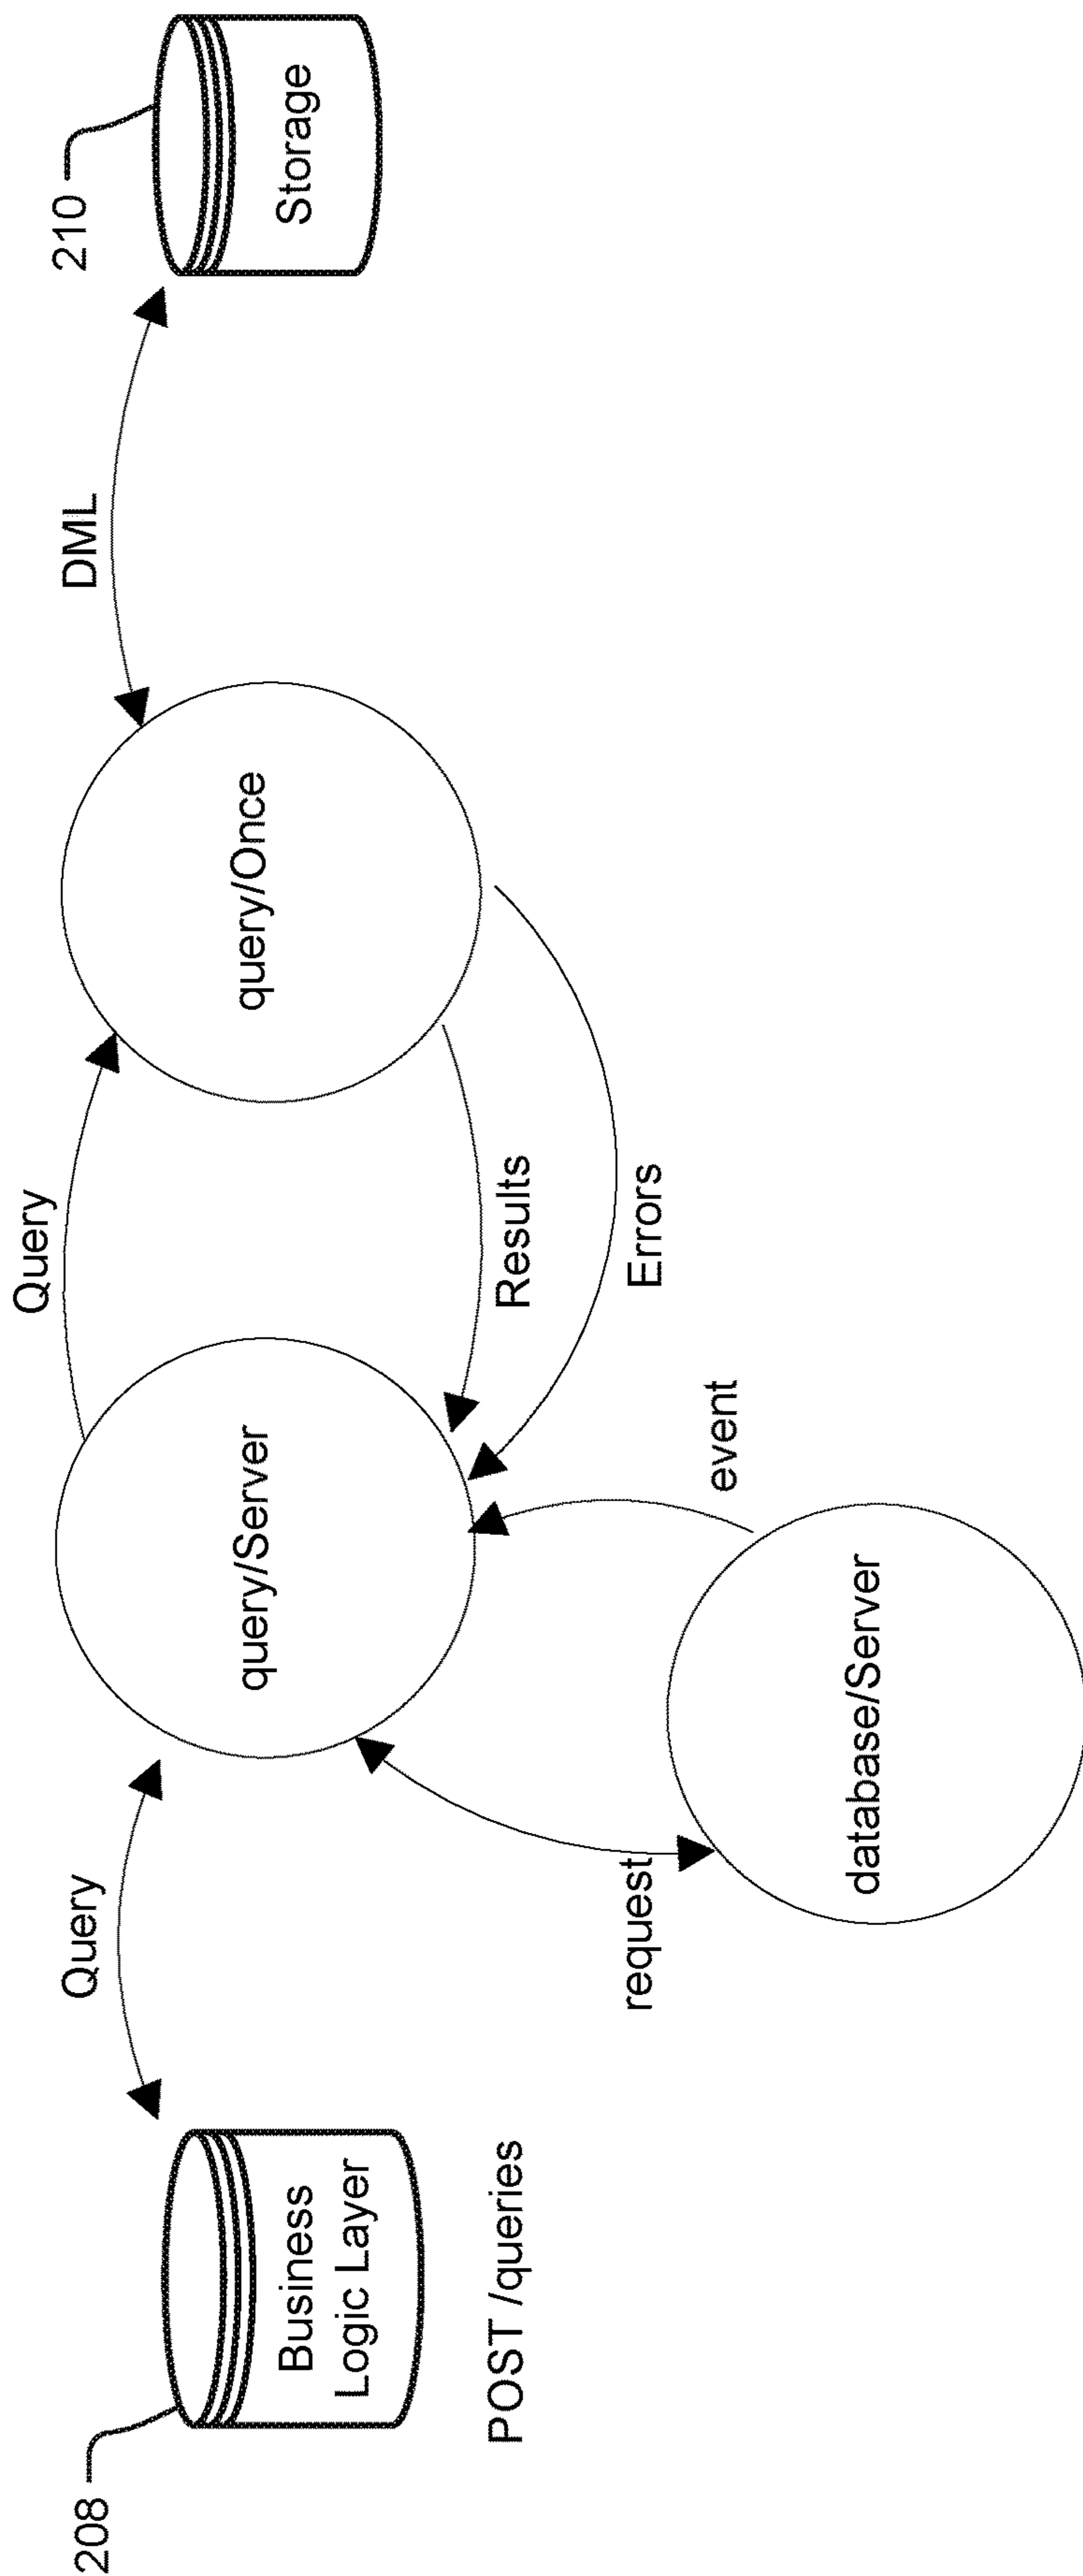 208
Business
Logic Layer
POST /queries
Query
query/Server
request
database/Server
event
Query
Results
Errors
query/Once
DML
210
Storage